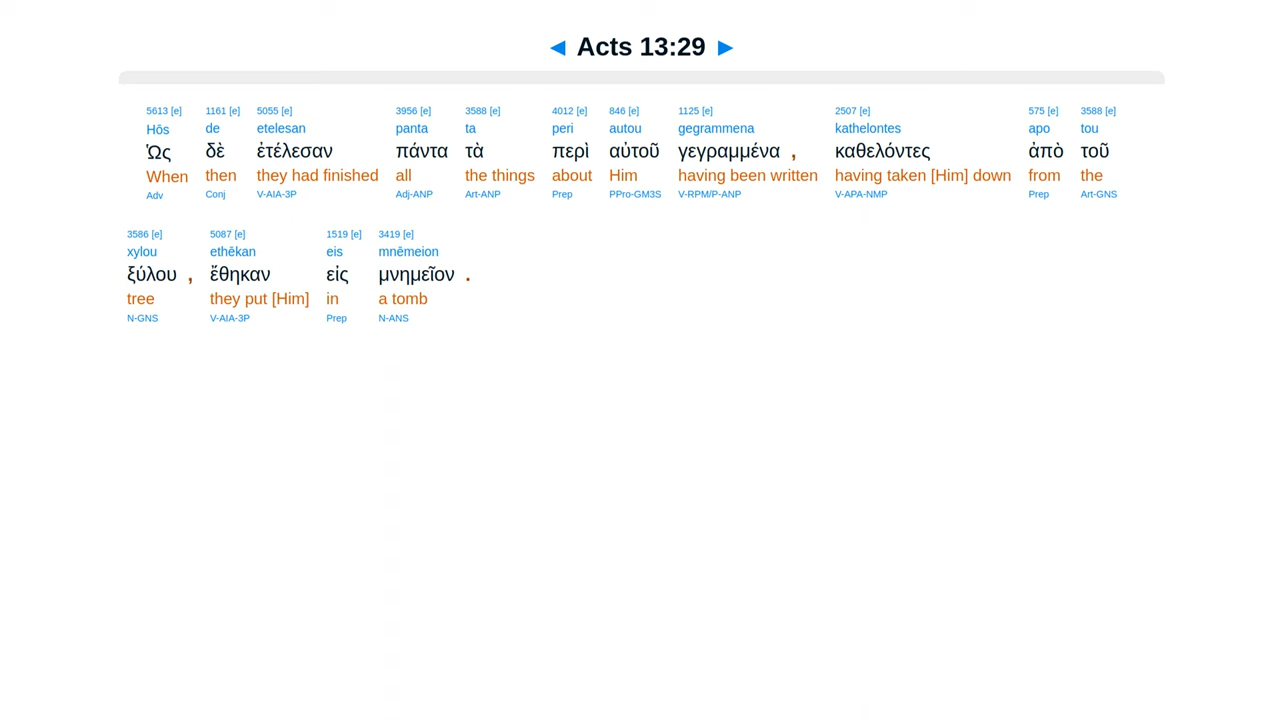 ◄ Acts 13:29 ►
5613 [e] 1161 [e] 5055 [e] 3956 [e] 3588 [e] 4012 [e] 846 [e] 1125 [e] 2507 [e] 575 [e] 3588 [e]
Hōs de etelesan panta ta peri autou gegrammena kathelontes apo tou
Ὡς δὲ ἐτέλεσαν πάντα τὰ περὶ αὐτοῦ γεγραμμένα , καθελόντες ἀπὸ τοῦ
When then they had finished all the things about Him having been written having taken [Him] down from the
Adv Conj V-AIA-3P Adj-ANP Art-ANP Prep PPro-GM3S V-RPM/P-ANP V-APA-NMP Prep Art-GNS
3586 [e] 5087 [e] 1519 [e] 3419 [e]
xylou ethēkan eis mnēmeion
ξύλου , ἔθηκαν εἰς μνημεῖον .
tree they put [Him] in a tomb
N-GNS V-AIA-3P Prep N-ANS